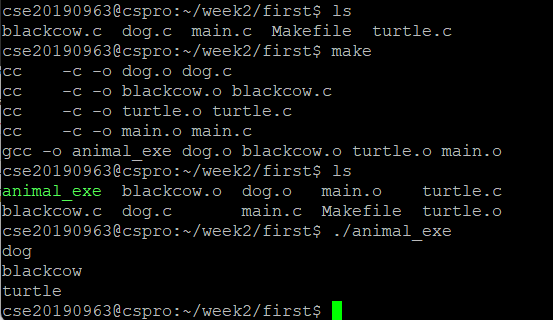 cse20190963@cspro:~/week2/first$ ls
blackcow.c  dog.c  main.c  Makefile  turtle.c
cse20190963@cspro:~/week2/first$ make
cc    -c -o dog.o dog.c
cc    -c -o blackcow.o blackcow.c
cc    -c -o turtle.o turtle.c
cc    -c -o main.o main.c
gcc -o animal_exe dog.o blackcow.o turtle.o main.o
cse20190963@cspro:~/week2/first$ ls
animal_exe  blackcow.o  dog.o   main.o    turtle.c
blackcow.c  dog.c       main.c  Makefile  turtle.o
cse20190963@cspro:~/week2/first$ ./animal_exe
dog
blackcow
turtle
cse20190963@cspro:~/week2/first$